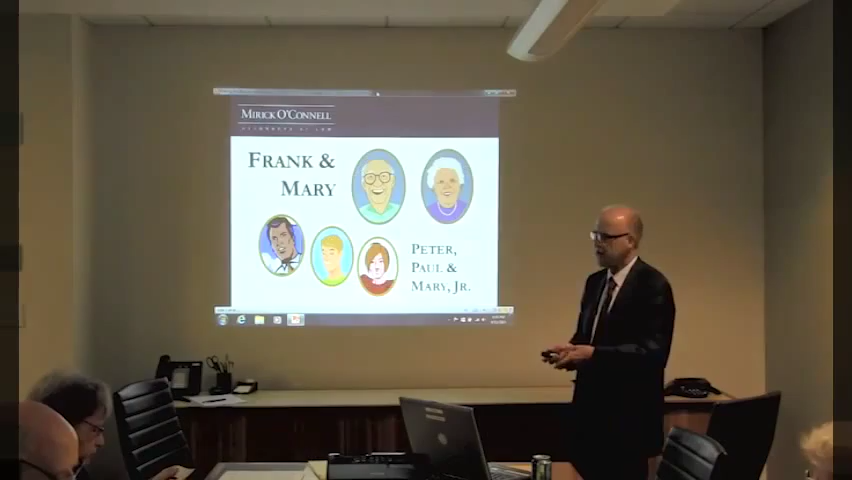 MIRICK O'CONNELL
ATTORNEYS AT LAW
FRANK &
MARY
PETER,
PAUL &
MARY, JR.